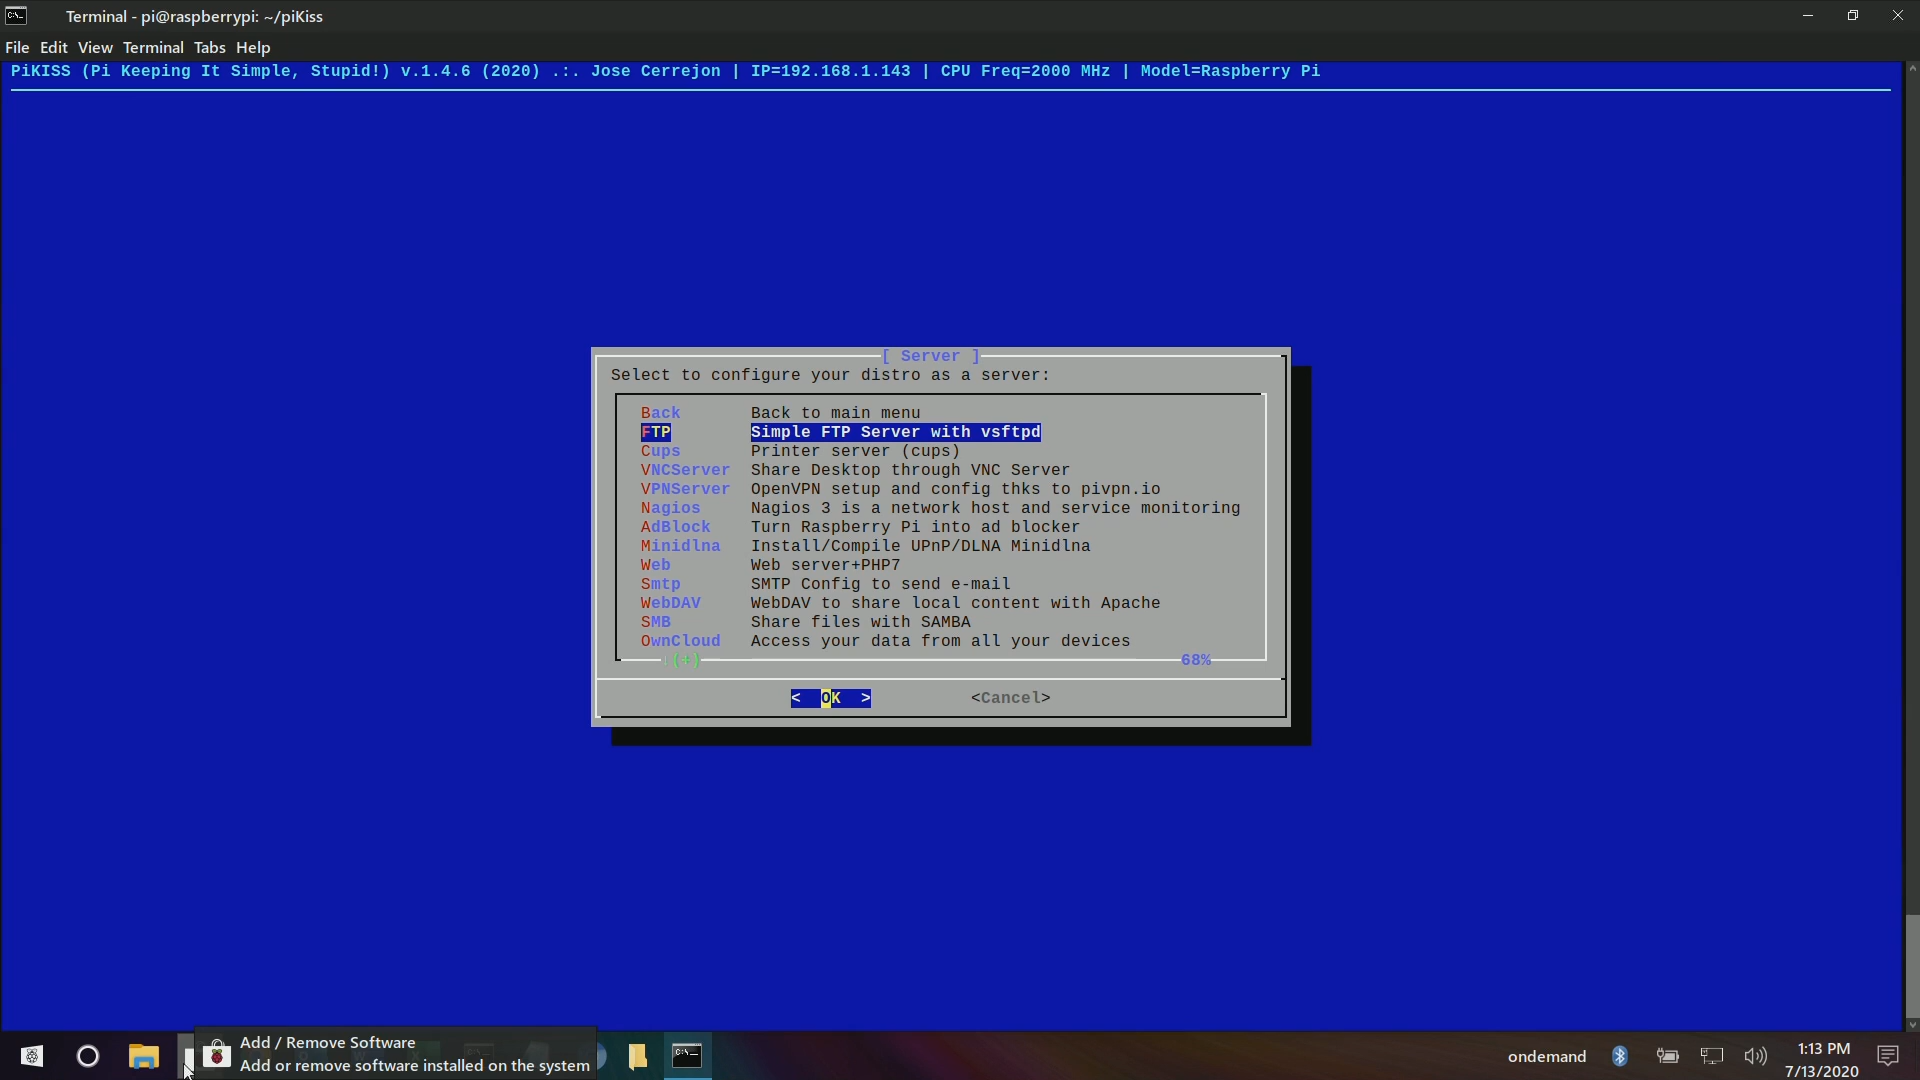 Terminal - pi@raspberrypi: ~/piKiss
File Edit View Terminal Tabs Help
PiKISS (Pi Keeping It Simple, Stupid!) v.1.4.6 (2020) .:. Jose Cerrejon | IP=192.168.1.143 | CPU Freq=2000 MHz | Model=Raspberry Pi
[ Server ]
Select to configure your distro as a server:
Back Back to main menu
FTP Simple FTP Server with vsftpd
Cups Printer server (cups)
VNCServer Share Desktop through VNC Server
VPNServer OpenVPN setup and config thks to pivpn.io
Nagios Nagios 3 is a network host and service monitoring
AdBlock Turn Raspberry Pi into ad blocker
Minidlna Install/Compile UPnP/DLNA Minidlna
Web Web server+PHP7
Smtp SMTP Config to send e-mail
WebDAV WebDAV to share local content with Apache
SMB Share files with SAMBA
OwnCloud Access your data from all your devices
(+) 68%
< OK > <Cancel>
Add / Remove Software
Add or remove software installed on the system
ondemand
1:13 PM
7/13/2020